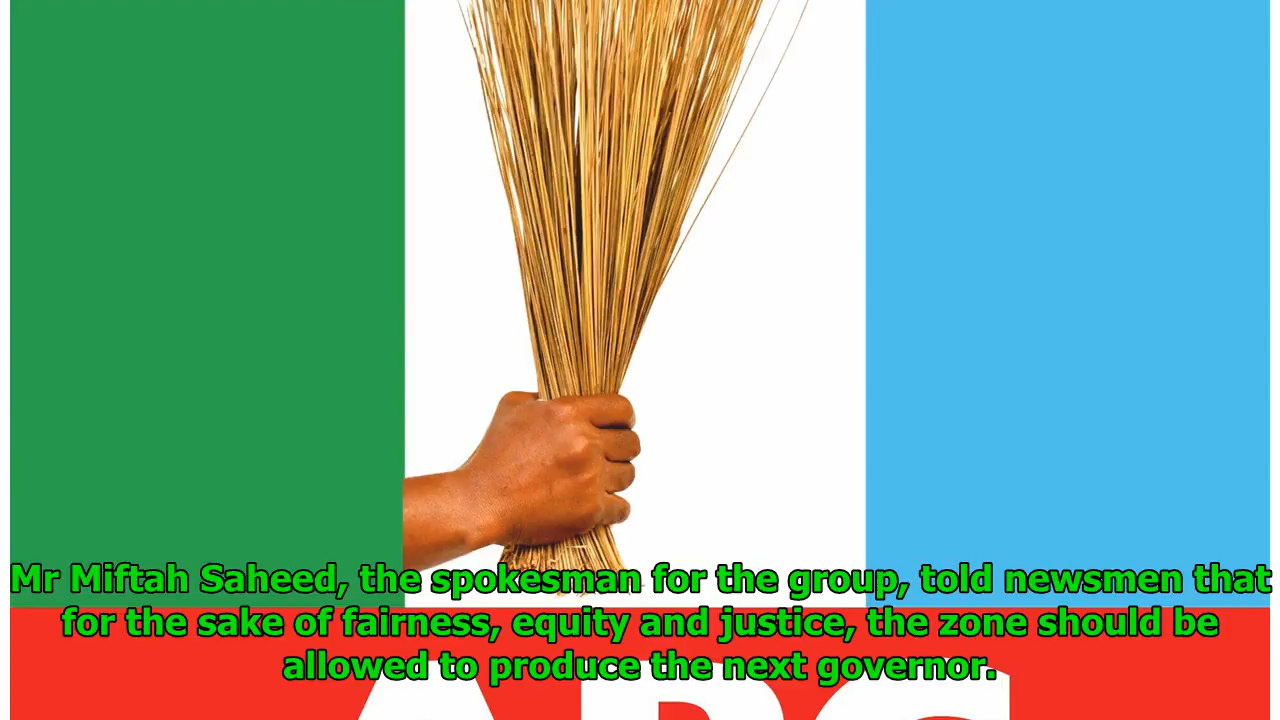 Mr Miftah Saheed, the spokesman for the group, told newsmen that
for the sake of fairness, equity and justice, the zone should be
allowed to produce the next governor.
APC